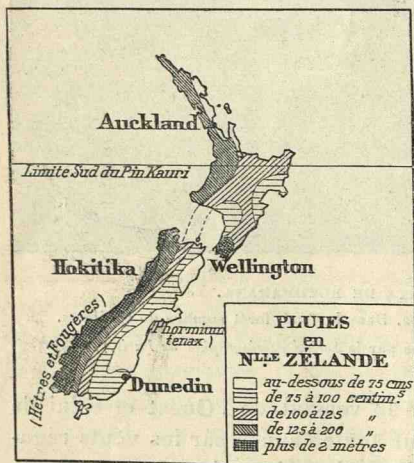 Auckland
Limite Sud du Pin Kauri
Hokitika
Wellington
(Hêtres et Fougères)
(Phormium
tenax)
Dunedin
PLUIES
en
NLLE ZÉLANDE
au-dessous de 75 cms
de 75 à 100 centims
de 100 à 125 „
de 125 à 200 „
plus de 2 mètres